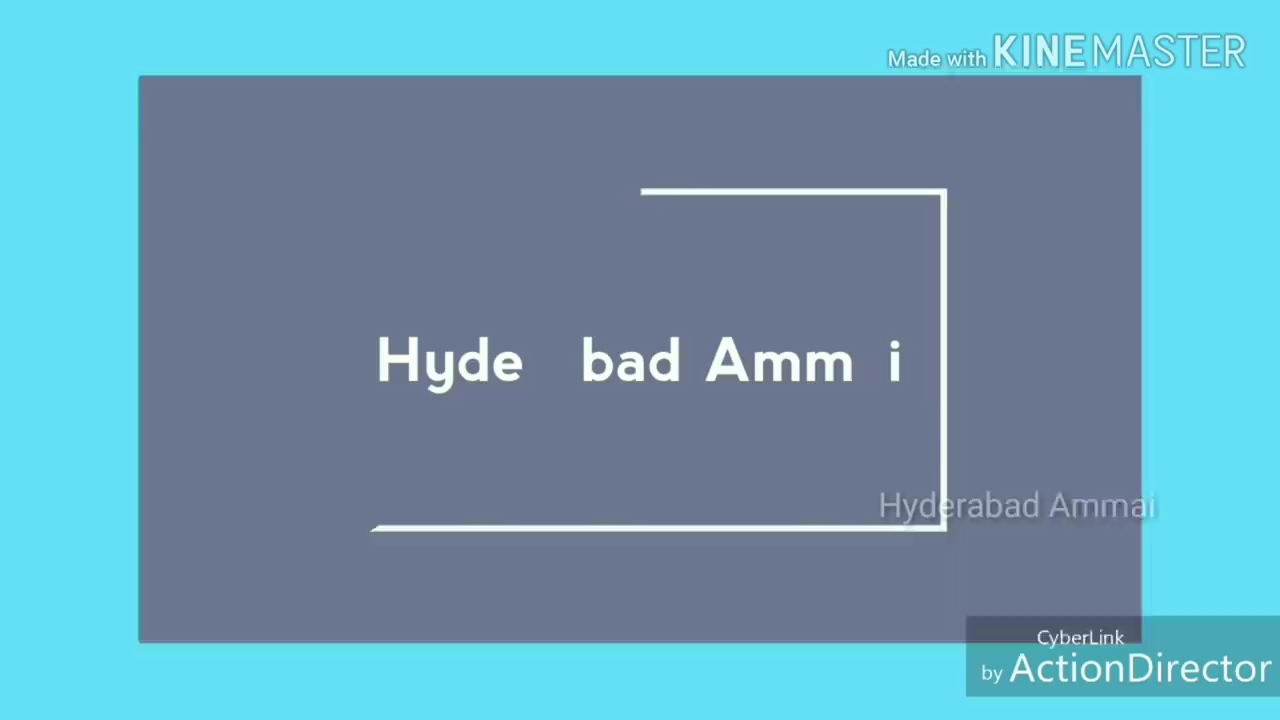 Made with KINEMASTER
Hyde bad Amm i
Hyderabad Ammai
CyberLink
by ActionDirector